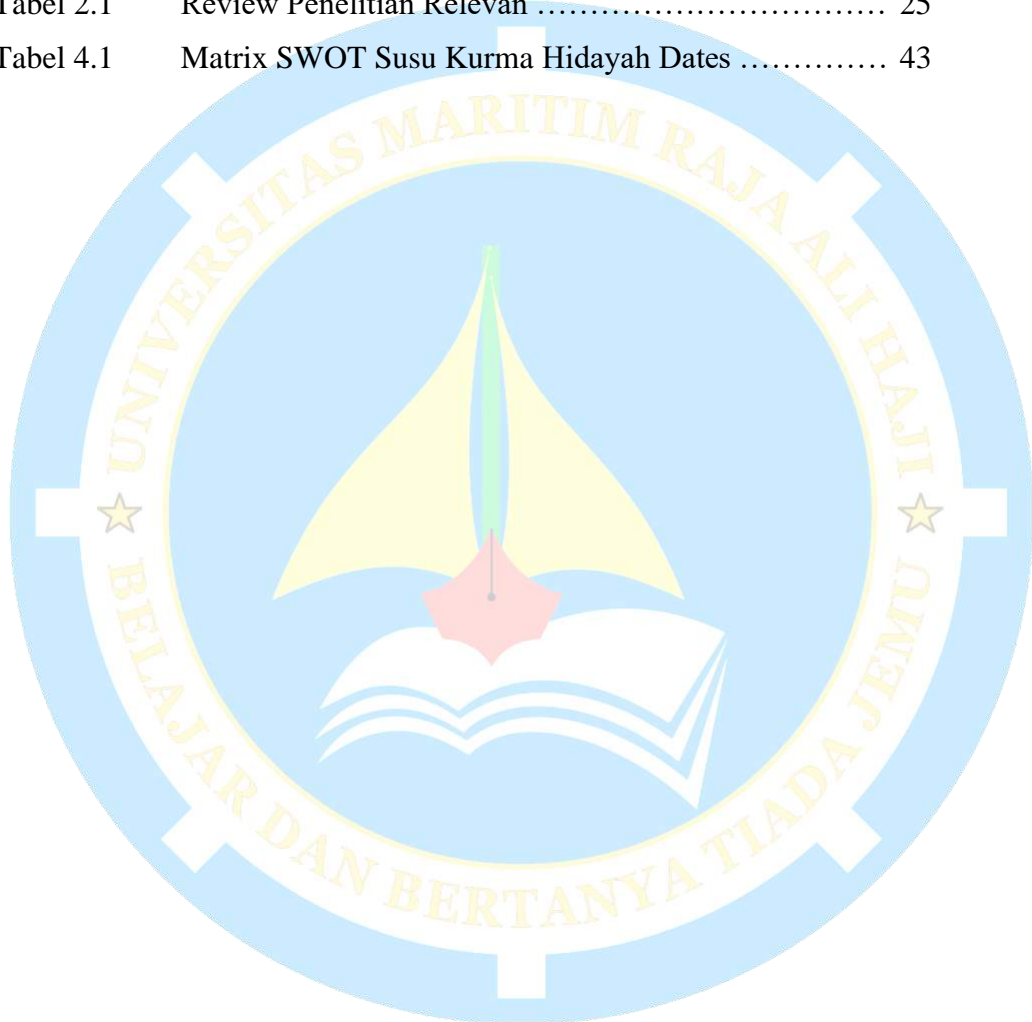 Tabel 2.1 Review Penelitian Relevan …………………………… 25
Tabel 4.1 Matrix SWOT Susu Kurma Hidayah Dates ………….. 43
UNIVERSITAS MARITIM RAJA ALI HAJI
BELAJAR DAN BERTANYA TIADA JEMU